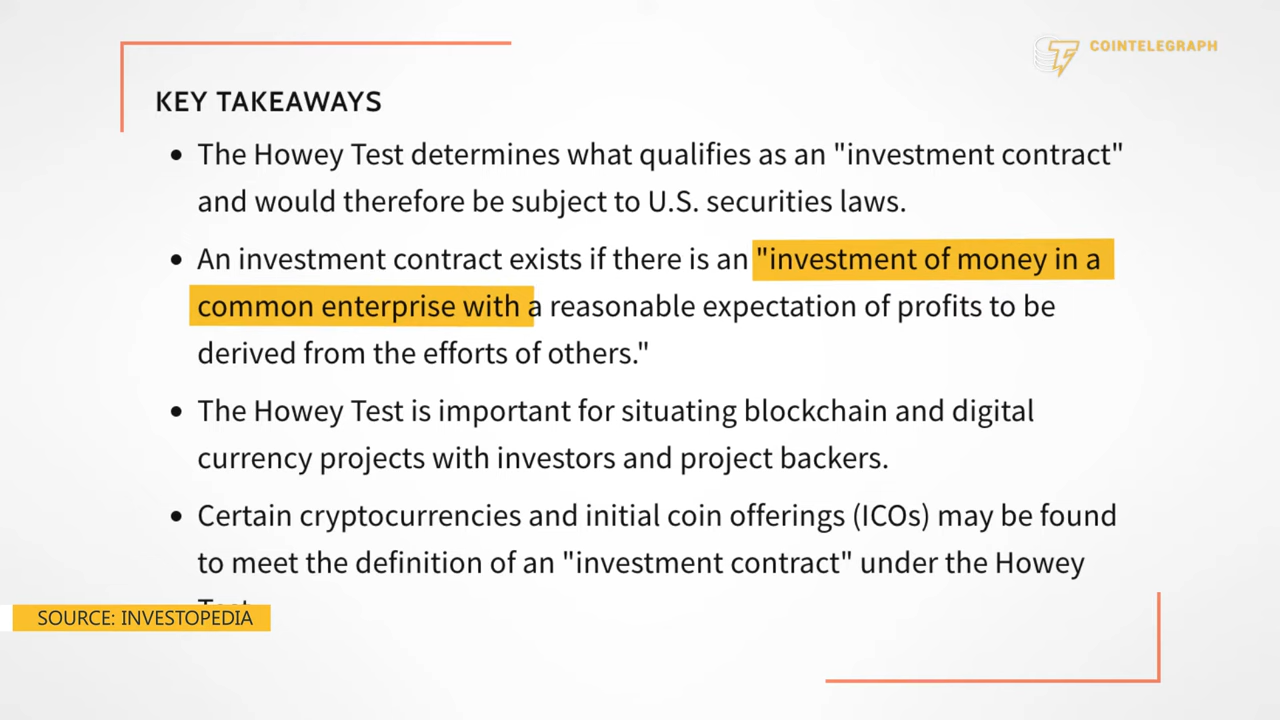 COINTELEGRAPH
KEY TAKEAWAYS
• The Howey Test determines what qualifies as an "investment contract"
and would therefore be subject to U.S. securities laws.
• An investment contract exists if there is an "investment of money in a
common enterprise with a reasonable expectation of profits to be
derived from the efforts of others."
• The Howey Test is important for situating blockchain and digital
currency projects with investors and project backers.
• Certain cryptocurrencies and initial coin offerings (ICOs) may be found
to meet the definition of an "investment contract" under the Howey
SOURCE: INVESTOPEDIA